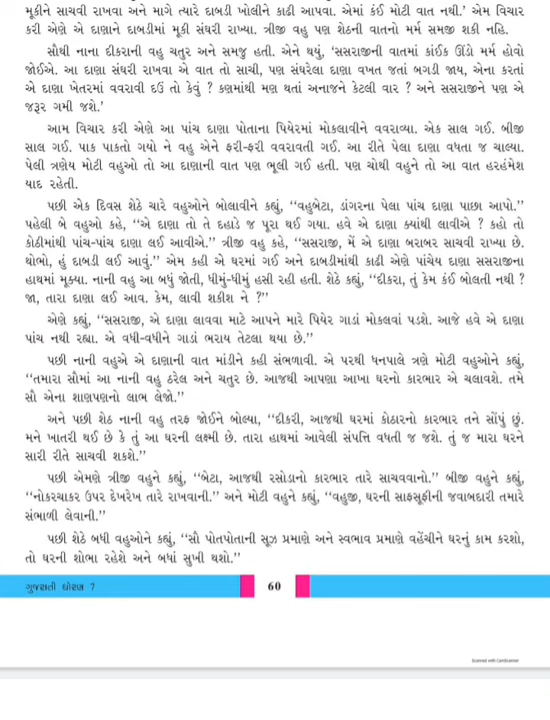 મૂકીને સાચવી રાખવા અને માગે ત્યારે દાબડી ખોલીને કાઢી આપવા. એમાં કંઈ મોટી વાત નથી.’ એમ વિચાર
કરી એણે એ દાણાને દાબડીમાં મૂકી સંઘરી રાખ્યા. ત્રીજી વહુ પણ શેઠની વાતનો મર્મ સમજી શકી નહિ.
સૌથી નાના દીકરાની વહુ ચતુર અને સમજુ હતી. એને થયું, ‘સસરાજીની વાતમાં કાંઈક ઊંડો મર્મ હોવો
જોઈએ. આ દાણા સંઘરી રાખવા એ વાત તો સાચી, પણ સંઘરેલા દાણા વખત જતાં બગડી જાય, એના કરતાં
એ દાણા ખેતરમાં વવરાવી દઉં તો કેવું ? કણમાંથી મણ થતાં અનાજને કેટલી વાર ? અને સસરાજીને પણ એ
જરૂર ગમી જશે.’
આમ વિચાર કરી એણે આ પાંચ દાણા પોતાના પિયેરમાં મોકલાવીને વવરાવ્યા. એક સાલ ગઈ. બીજી
સાલ ગઈ. પાક પાકતો ગયો ને વહુ એને ફરી-ફરી વવરાવતી ગઈ. આ રીતે પેલા દાણા વધતા જ ચાલ્યા.
પેલી ત્રણેય મોટી વહુઓ તો આ દાણાની વાત પણ ભૂલી ગઈ હતી. પણ ચોથી વહુને તો આ વાત હરહંમેશ
યાદ રહેતી.
પછી એક દિવસ શેઠે ચારે વહુઓને બોલાવીને કહ્યું, “વહુબેટા, ડાંગરના પેલા પાંચ દાણા પાછા આપો.”
પહેલી બે વહુઓ કહે, “એ દાણા તો તે દહાડે જ પૂરા થઈ ગયા. હવે એ દાણા ક્યાંથી લાવીએ ? કહો તો
કોઠીમાંથી પાંચ-પાંચ દાણા લઈ આવીએ.” ત્રીજી વહુ કહે, “સસરાજી, મેં એ દાણા બરાબર સાચવી રાખ્યા છે.
થોભો, હું દાબડી લઈ આવું.” એમ કહી એ ઘરમાં ગઈ અને દાબડીમાંથી કાઢી એણે પાંચેય દાણા સસરાજીના
હાથમાં મૂક્યા. નાની વહુ આ બધું જોતી, ધીમું-ધીમું હસી રહી હતી. શેઠે કહ્યું, “દીકરા, તું કેમ કંઈ બોલતી નથી ?
જા, તારા દાણા લઈ આવ. કેમ, લાવી શકીશ ને ?”
એણે કહ્યું, “સસરાજી, એ દાણા લાવવા માટે આપને મારે પિયેર ગાડાં મોકલવાં પડશે. આજે હવે એ દાણા
પાંચ નથી રહ્યા. એ વધી-વધીને ગાડાં ભરાય તેટલા થયા છે.”
પછી નાની વહુએ એ દાણાની વાત માંડીને કહી સંભળાવી. એ પરથી ધનપાલે ત્રણે મોટી વહુઓને કહ્યું,
“તમારા સૌમાં આ નાની વહુ ઠરેલ અને ચતુર છે. આજથી આપણા આખા ઘરનો કારભાર એ ચલાવશે. તમે
સૌ એના શાણપણનો લાભ લેજો.”
અને પછી શેઠ નાની વહુ તરફ જોઈને બોલ્યા, “દીકરી, આજથી ઘરમાં કોઠારનો કારભાર તને સોંપું છું.
મને ખાતરી થઈ છે કે તું આ ઘરની લક્ષ્મી છે. તારા હાથમાં આવેલી સંપત્તિ વધતી જ જશે. તું જ મારા ઘરને
સારી રીતે સાચવી શકશે.”
પછી એમણે ત્રીજી વહુને કહ્યું, “બેટા, આજથી રસોડાનો કારભાર તારે સાચવવાનો.” બીજી વહુને કહ્યું,
“નોકરચાકર ઉપર દેખરેખ તારે રાખવાની.” અને મોટી વહુને કહ્યું, “વહુજી, ઘરની સાફસૂફીની જવાબદારી તમારે
સંભાળી લેવાની.”
પછી શેઠે બધી વહુઓને કહ્યું, “સૌ પોતપોતાની સૂઝ પ્રમાણે અને સ્વભાવ પ્રમાણે વહેંચીને ઘરનું કામ કરશો,
તો ઘરની શોભા રહેશે અને બધાં સુખી થશો.”
ગુજરાતી ધોરણ 7
60
Scanned with CamScanner